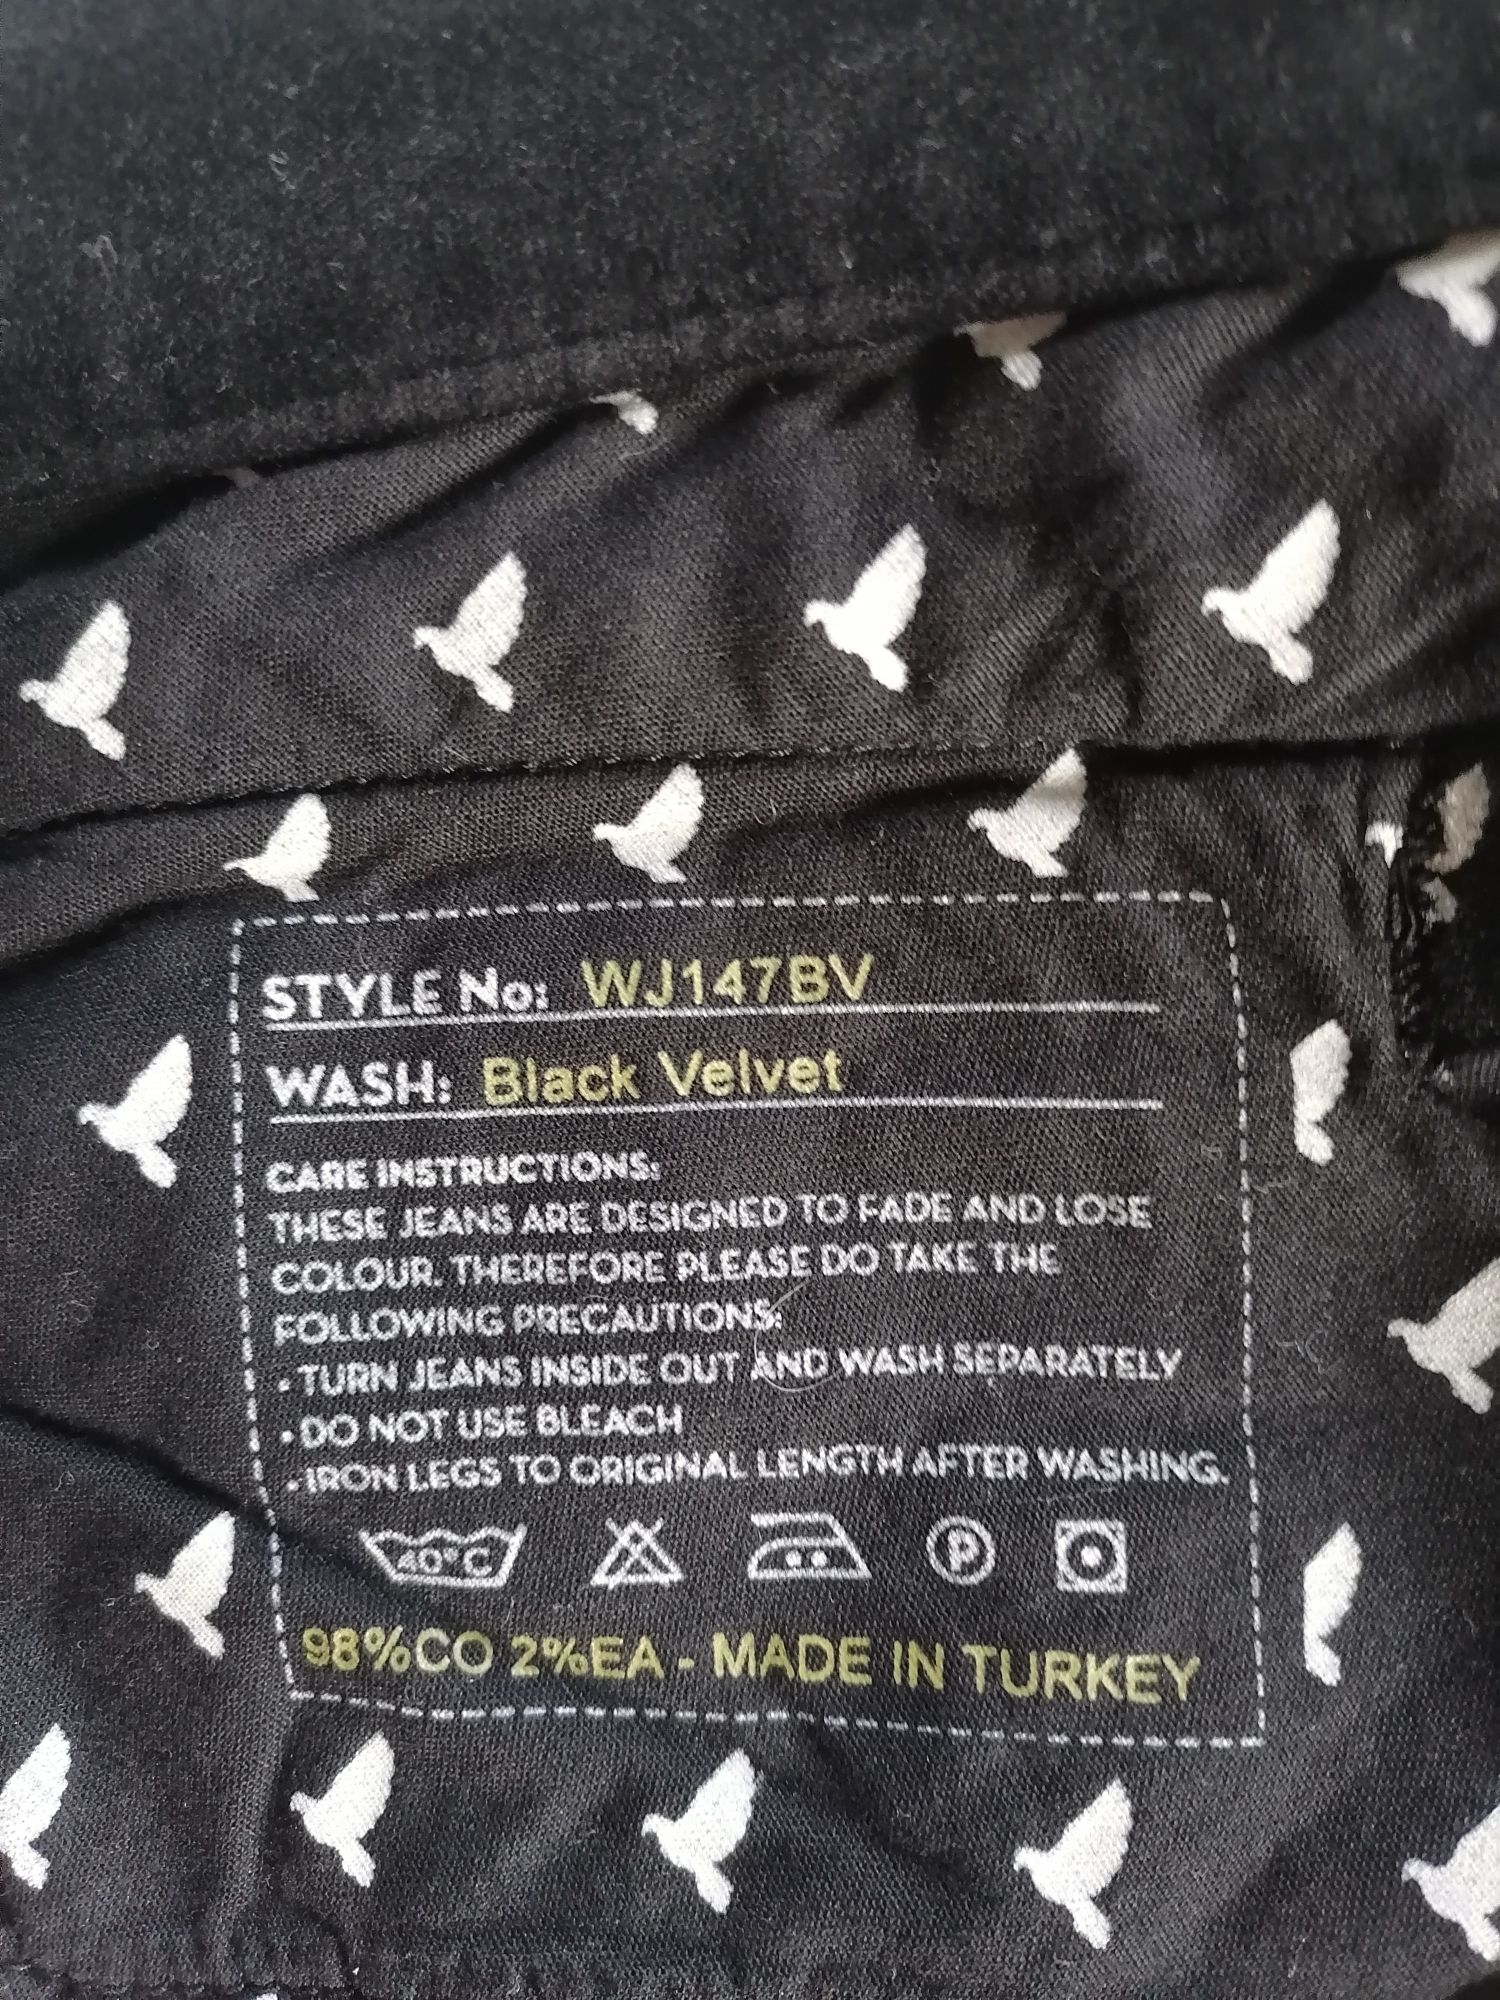 STYLE No: WJ147BV
WASH: Black Velvet
CARE INSTRUCTIONS:
THESE JEANS ARE DESIGNED TO FADE AND LOSE
COLOUR. THEREFORE PLEASE DO TAKE THE
FOLLOWING PRECAUTIONS:
• TURN JEANS INSIDE OUT AND WASH SEPARATELY
• DO NOT USE BLEACH
• IRON LEGS TO ORIGINAL LENGTH AFTER WASHING.
40°C P
98%CO 2%EA - MADE IN TURKEY